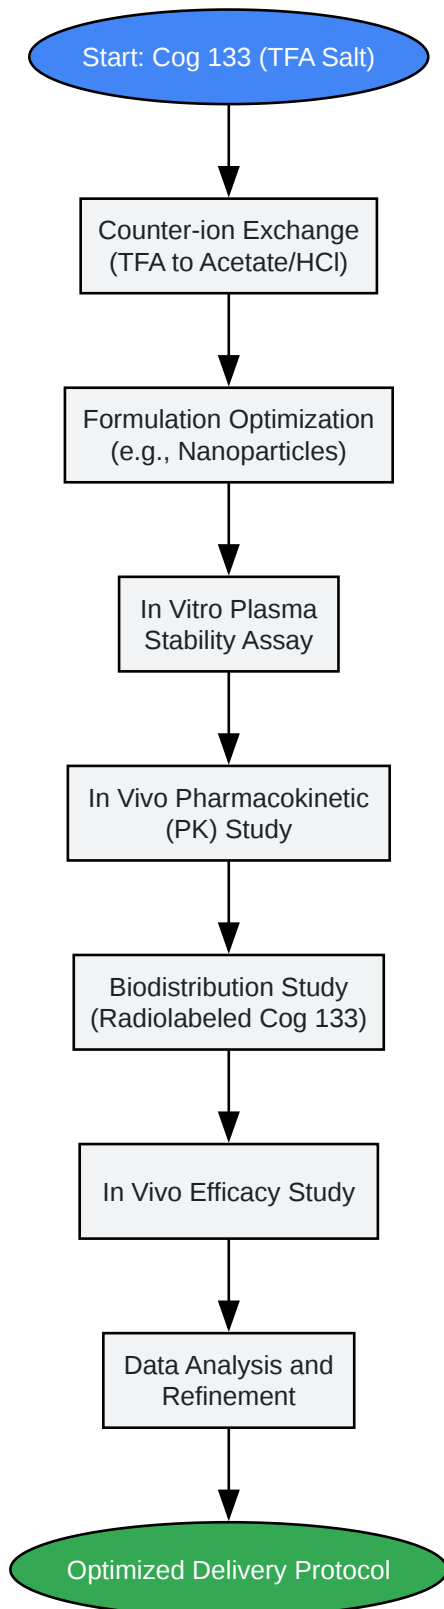 Start: Cog 133 (TFA Salt)
Counter-ion Exchange
(TFA to Acetate/HCl)
Formulation Optimization
(e.g., Nanoparticles)
In Vitro Plasma
Stability Assay
In Vivo Pharmacokinetic
(PK) Study
Biodistribution Study
(Radiolabeled Cog 133)
In Vivo Efficacy Study
Data Analysis and
Refinement
Optimized Delivery Protocol